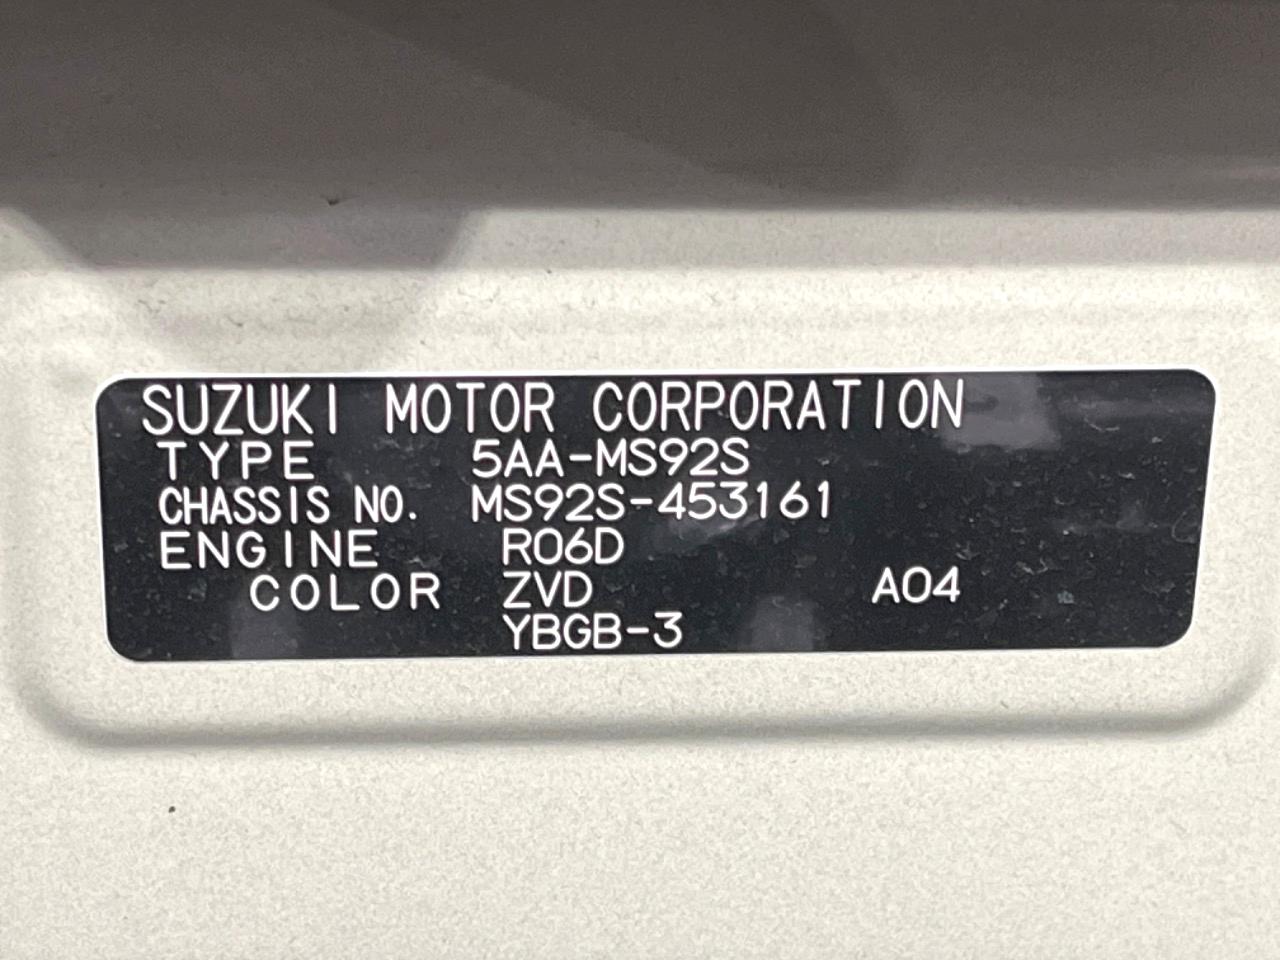 SUZUKI MOTOR CORPORATION
TYPE 5AA-MS92S
CHASSIS NO. MS92S-453161
ENGINE R06D
COLOR ZVD A04
YBGB-3